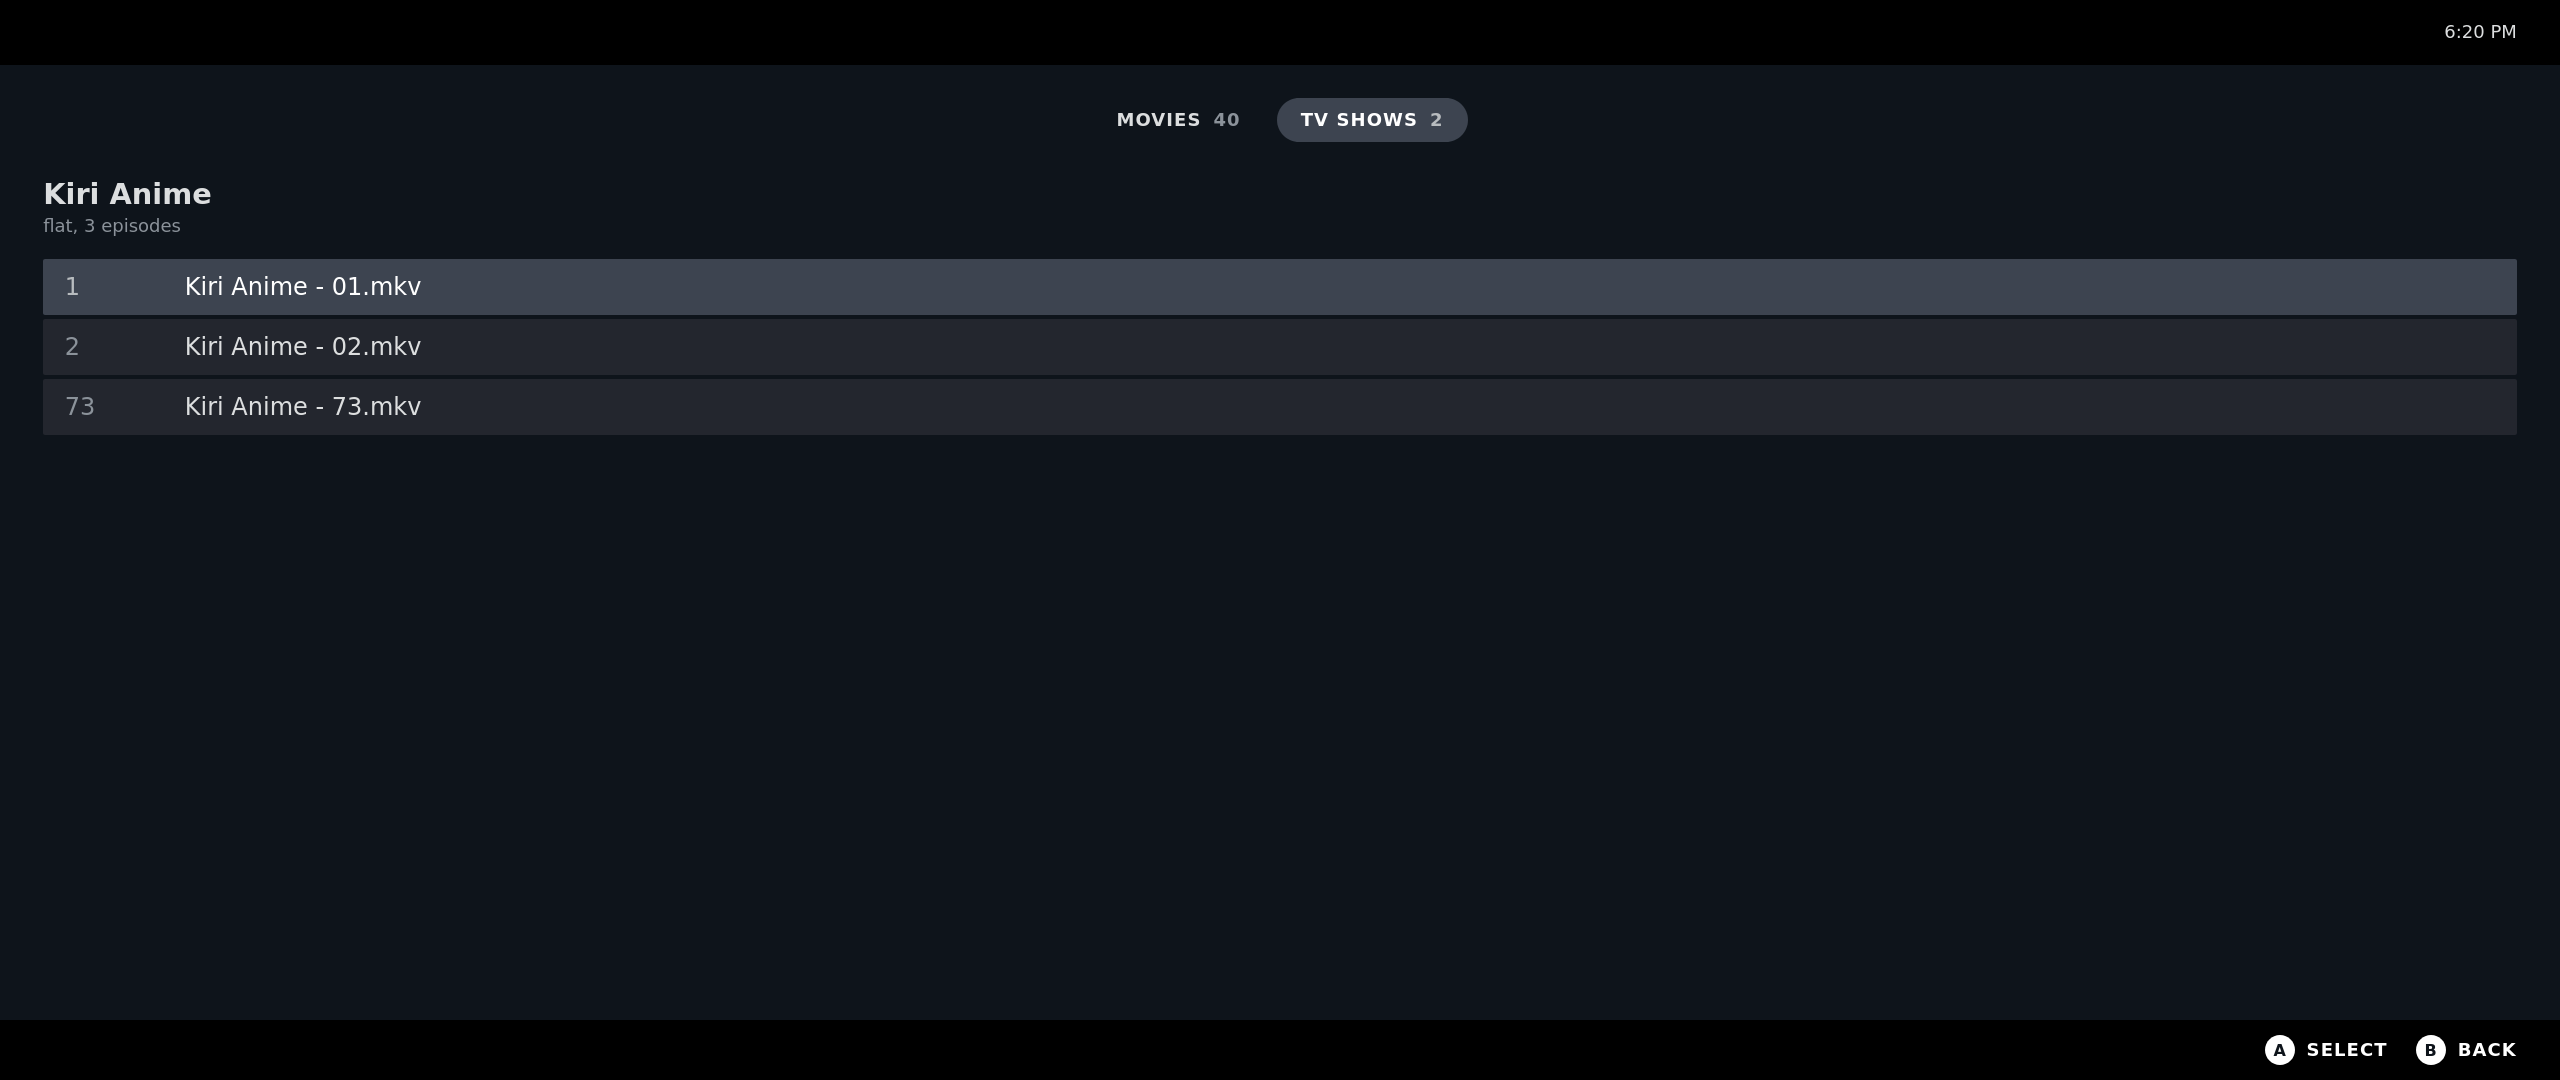 6:20 PM
MOVIES 40 TV SHOWS 2
Kiri Anime
flat, 3 episodes
1 Kiri Anime - 01.mkv
2 Kiri Anime - 02.mkv
73 Kiri Anime - 73.mkv
A SELECT B BACK